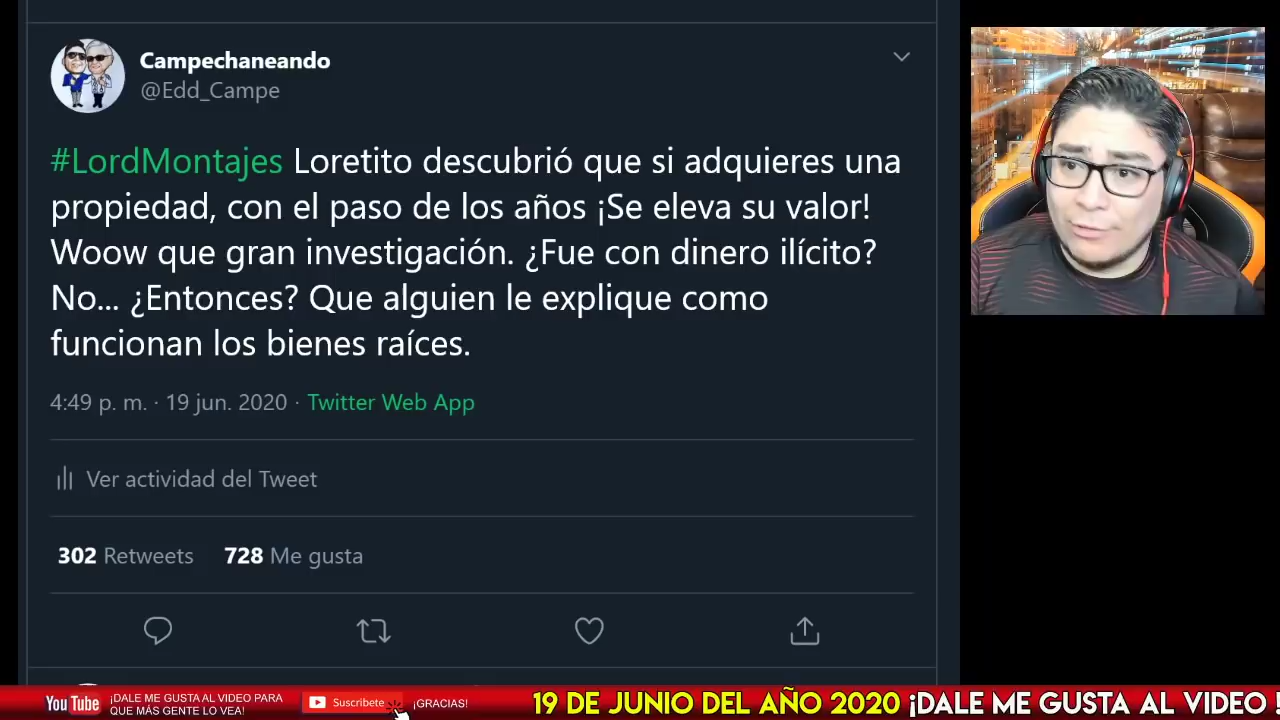 Campechaneando
@Edd_Campe
#LordMontajes Loretito descubrió que si adquieres una
propiedad, con el paso de los años ¡Se eleva su valor!
Woow que gran investigación. ¿Fue con dinero ilícito?
No... ¿Entonces? Que alguien le explique como
funcionan los bienes raíces.
4:49 p. m. · 19 jun. 2020 · Twitter Web App
Ver actividad del Tweet
302 Retweets 728 Me gusta
YouTube
¡DALE ME GUSTA AL VIDEO PARA
QUE MÁS GENTE LO VEA!
Suscribete
¡GRACIAS!
19 DE JUNIO DEL AÑO 2020 ¡DALE ME GUSTA AL VIDEO !